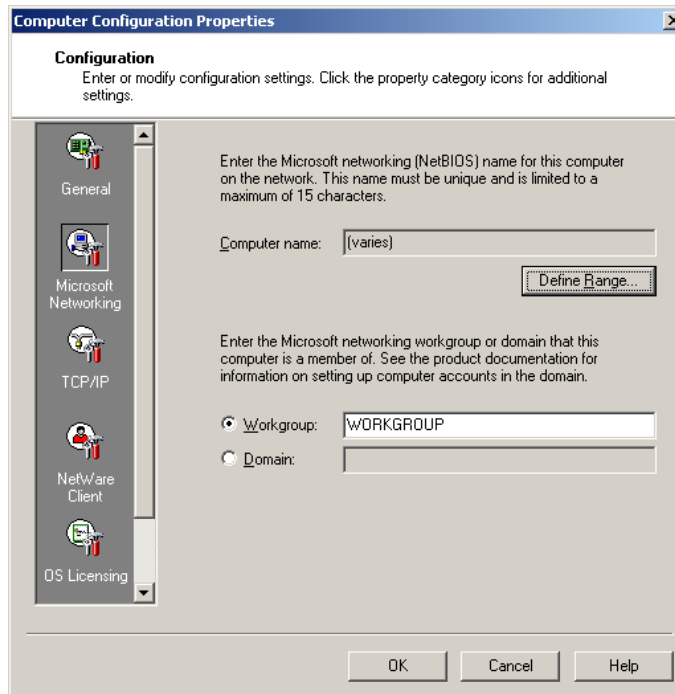 Computer Configuration Properties
Configuration
Enter or modify configuration settings. Click the property category icons for additional
settings.
General
Microsoft
Networking
TCP/IP
NetWare
Client
OS Licensing
Enter the Microsoft networking (NetBIOS) name for this computer
on the network. This name must be unique and is limited to a
maximum of 15 characters.
Computer name: (varies)
Define Range...
Enter the Microsoft networking workgroup or domain that this
computer is a member of. See the product documentation for
information on setting up computer accounts in the domain.
Workgroup: WORKGROUP
Domain:
OK Cancel Help